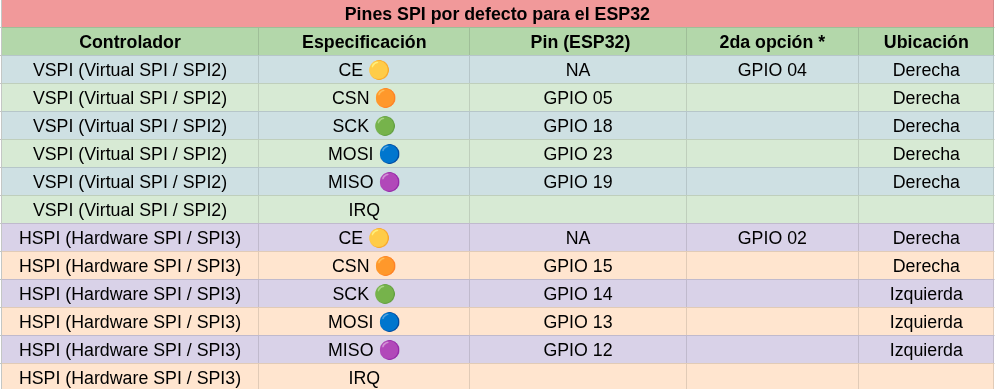 Pines SPI por defecto para el ESP32
Controlador Especificación Pin (ESP32) 2da opción * Ubicación
VSPI (Virtual SPI / SPI2) CE 🟡 NA GPIO 04 Derecha
VSPI (Virtual SPI / SPI2) CSN 🟠 GPIO 05 Derecha
VSPI (Virtual SPI / SPI2) SCK 🟢 GPIO 18 Derecha
VSPI (Virtual SPI / SPI2) MOSI 🔵 GPIO 23 Derecha
VSPI (Virtual SPI / SPI2) MISO 🟣 GPIO 19 Derecha
VSPI (Virtual SPI / SPI2) IRQ
HSPI (Hardware SPI / SPI3) CE 🟡 NA GPIO 02 Derecha
HSPI (Hardware SPI / SPI3) CSN 🟠 GPIO 15 Derecha
HSPI (Hardware SPI / SPI3) SCK 🟢 GPIO 14 Izquierda
HSPI (Hardware SPI / SPI3) MOSI 🔵 GPIO 13 Izquierda
HSPI (Hardware SPI / SPI3) MISO 🟣 GPIO 12 Izquierda
HSPI (Hardware SPI / SPI3) IRQ